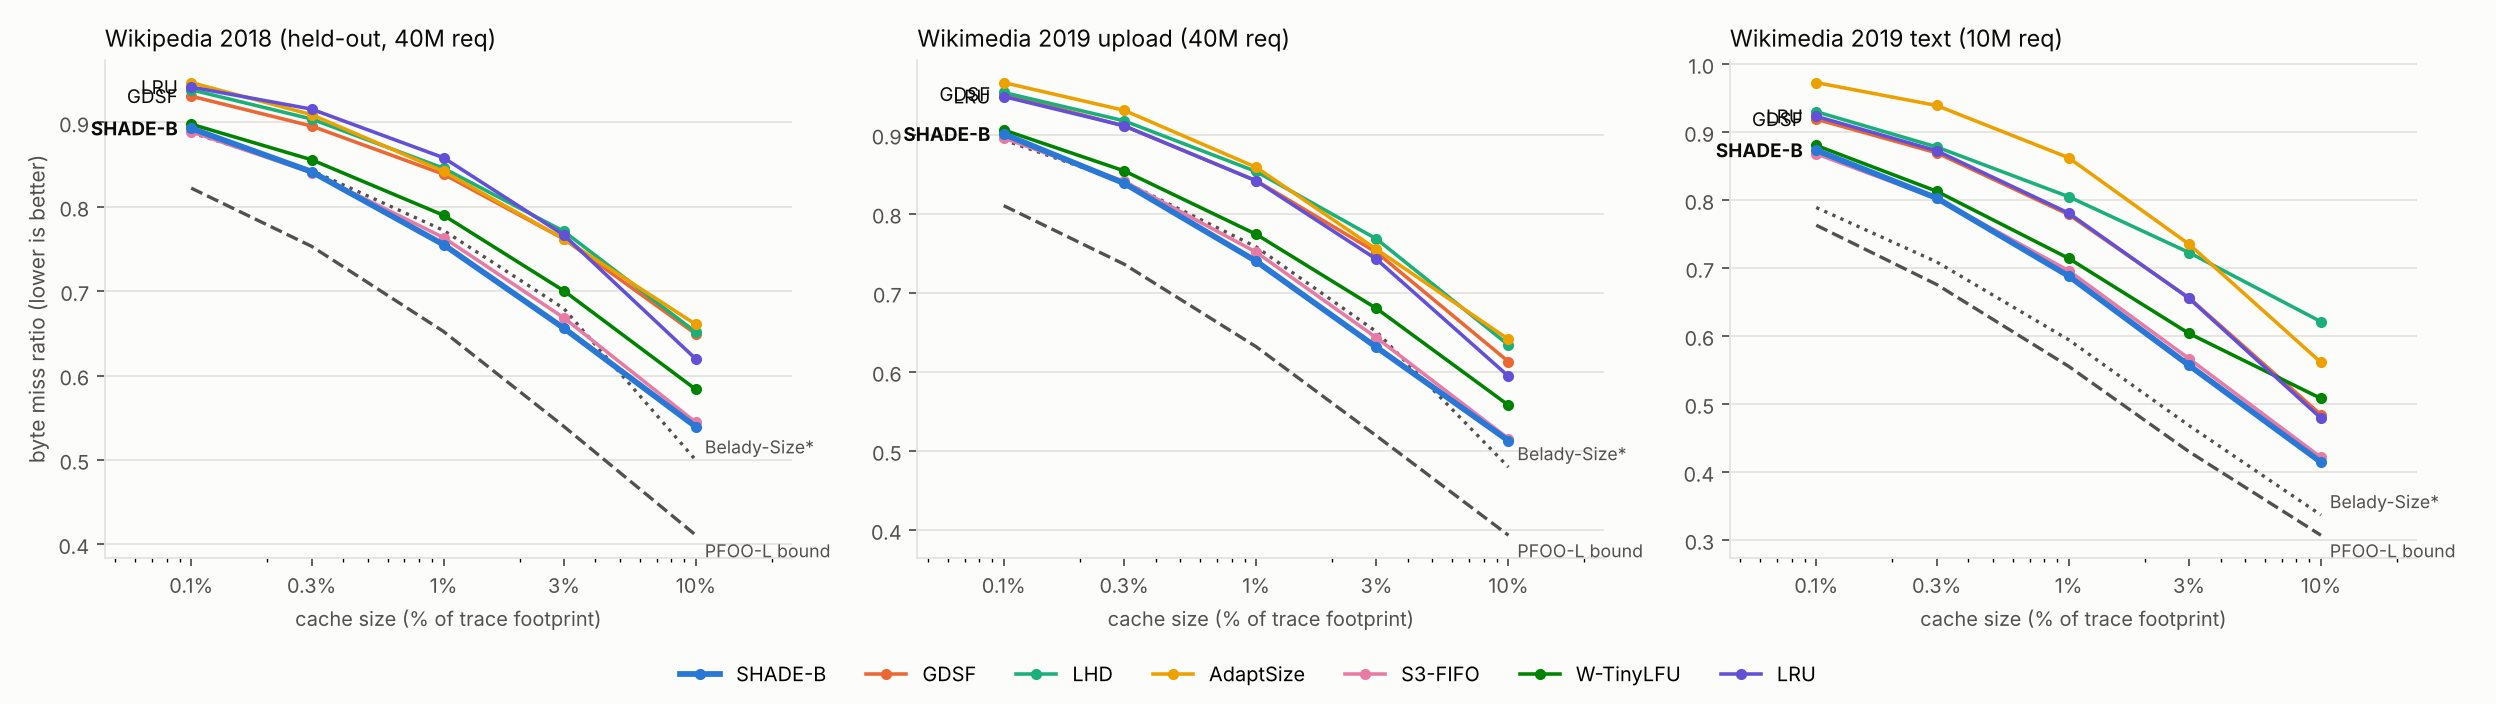 Wikipedia 2018 (held-out, 40M req)
byte miss ratio (lower is better)
0.9
0.8
0.7
0.6
0.5
0.4
LRU
GDSF
SHADE-B
Belady-Size*
PFOO-L bound
0.1%
0.3%
1%
3%
10%
cache size (% of trace footprint)
Wikimedia 2019 upload (40M req)
0.9
0.8
0.7
0.6
0.5
0.4
GDSF
LRU
SHADE-B
Belady-Size*
PFOO-L bound
0.1%
0.3%
1%
3%
10%
cache size (% of trace footprint)
Wikimedia 2019 text (10M req)
1.0
0.9
0.8
0.7
0.6
0.5
0.4
0.3
LRU
GDSF
SHADE-B
Belady-Size*
PFOO-L bound
0.1%
0.3%
1%
3%
10%
cache size (% of trace footprint)
SHADE-B GDSF LHD AdaptSize S3-FIFO W-TinyLFU LRU